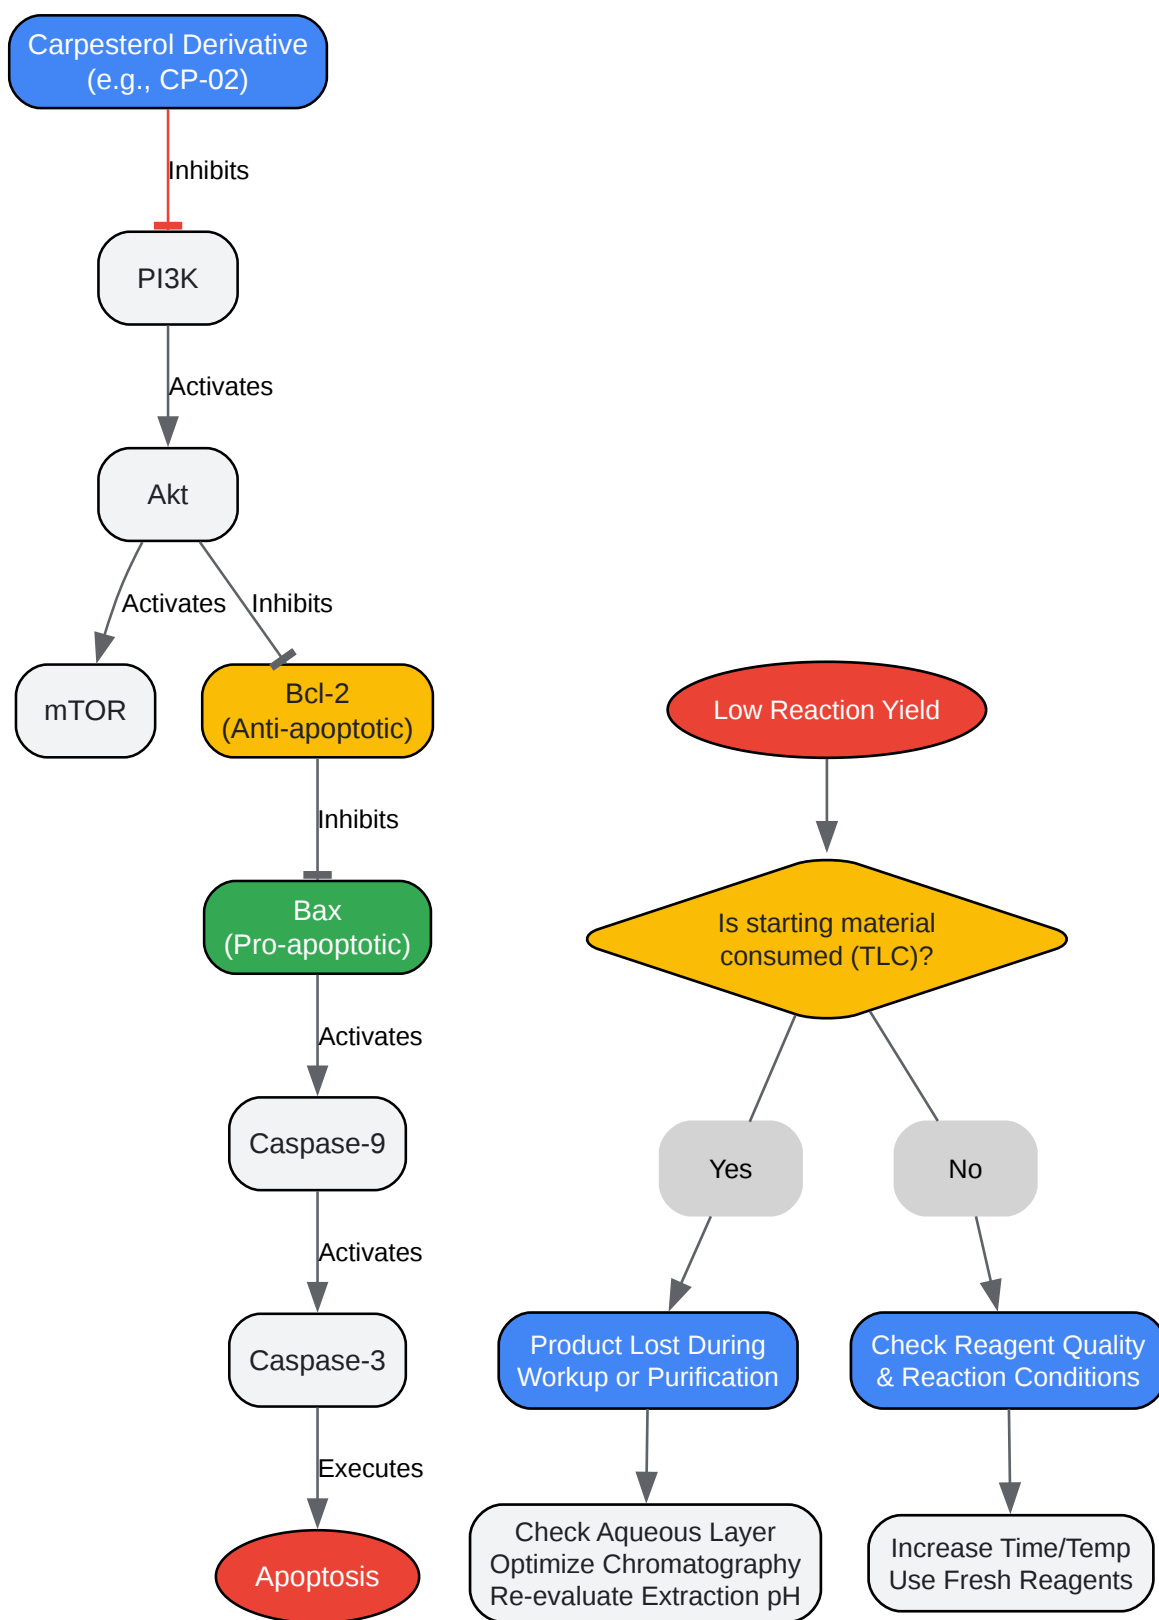 Carpesterol Derivative
(e.g., CP-02)
Inhibits
PI3K
Activates
Akt
Activates
Inhibits
mTOR
Bcl-2
(Anti-apoptotic)
Inhibits
Bax
(Pro-apoptotic)
Activates
Caspase-9
Activates
Caspase-3
Executes
Apoptosis
Low Reaction Yield
Is starting material
consumed (TLC)?
Yes
No
Product Lost During
Workup or Purification
Check Reagent Quality
& Reaction Conditions
Check Aqueous Layer
Optimize Chromatography
Re-evaluate Extraction pH
Increase Time/Temp
Use Fresh Reagents